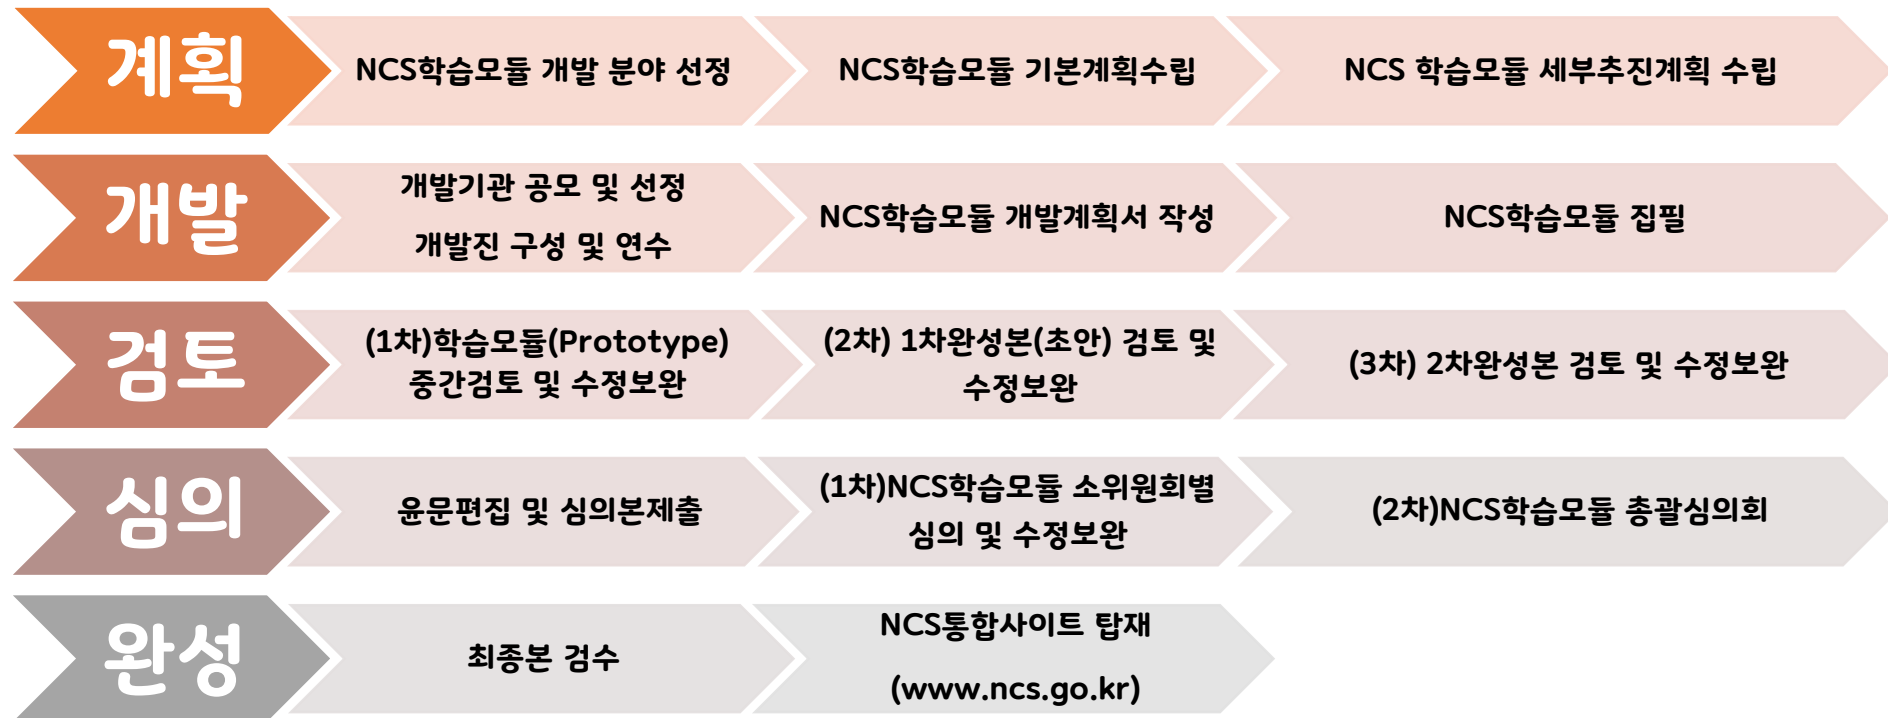 계획
NCS학습모듈 개발 분야 선정
NCS학습모듈 기본계획수립
NCS 학습모듈 세부추진계획 수립
개발
개발기관 공모 및 선정
개발진 구성 및 연수
NCS학습모듈 개발계획서 작성
NCS학습모듈 집필
검토
(1차)학습모듈(Prototype)
중간검토 및 수정보완
(2차) 1차완성본(초안) 검토 및
수정보완
(3차) 2차완성본 검토 및 수정보완
심의
윤문편집 및 심의본제출
(1차)NCS학습모듈 소위원회별
심의 및 수정보완
(2차)NCS학습모듈 총괄심의회
완성
최종본 검수
NCS통합사이트 탑재
(www.ncs.go.kr)